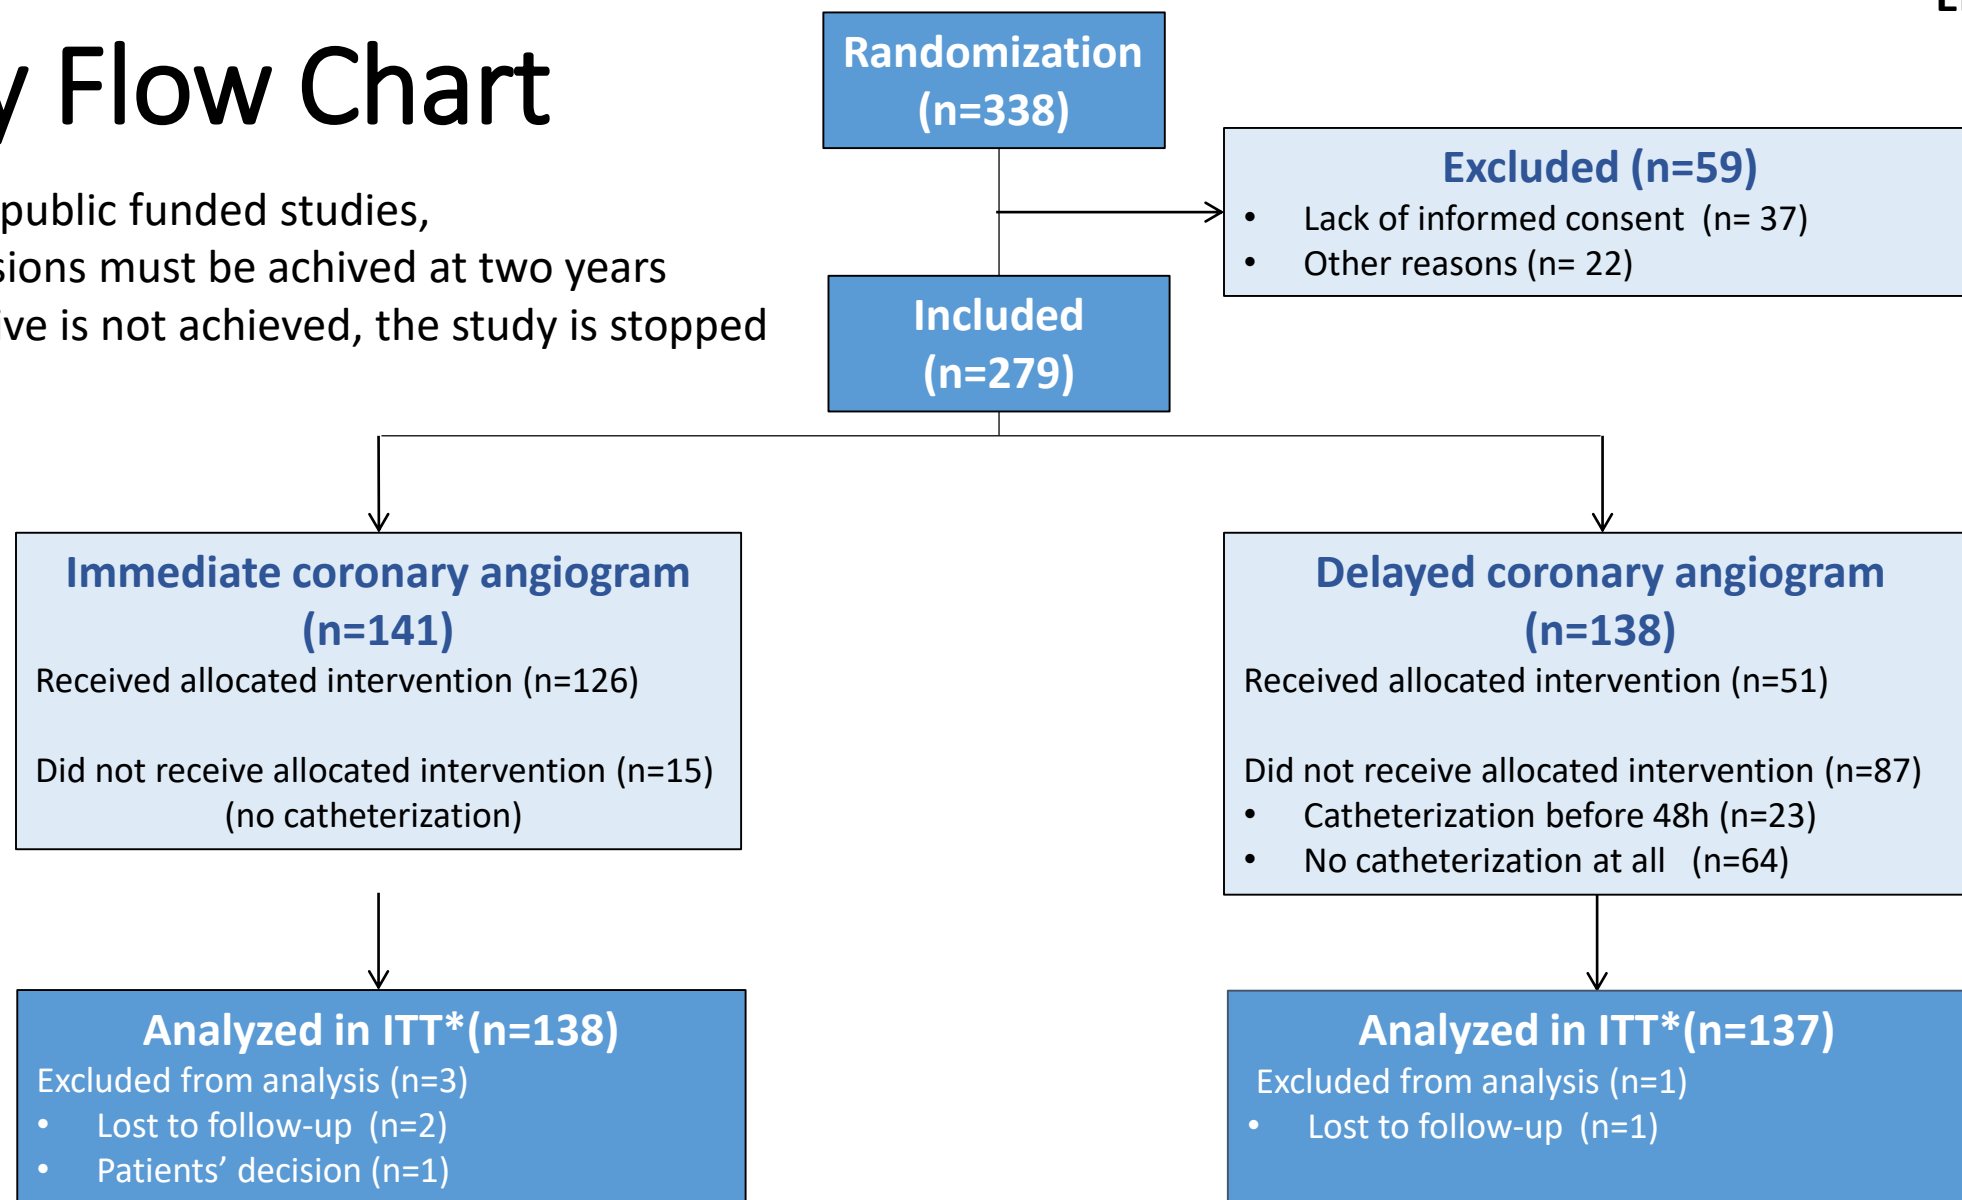 y Flow Chart
public funded studies,
sions must be achived at two years
ive is not achieved, the study is stopped
Randomization
(n=338)
Excluded (n=59)
• Lack of informed consent (n= 37)
• Other reasons (n= 22)
Included
(n=279)
Immediate coronary angiogram
(n=141)
Received allocated intervention (n=126)
Did not receive allocated intervention (n=15)
(no catheterization)
Delayed coronary angiogram
(n=138)
Received allocated intervention (n=51)
Did not receive allocated intervention (n=87)
• Catheterization before 48h (n=23)
• No catheterization at all (n=64)
Analyzed in ITT*(n=138)
Excluded from analysis (n=3)
• Lost to follow-up (n=2)
• Patients’ decision (n=1)
Analyzed in ITT*(n=137)
Excluded from analysis (n=1)
• Lost to follow-up (n=1)